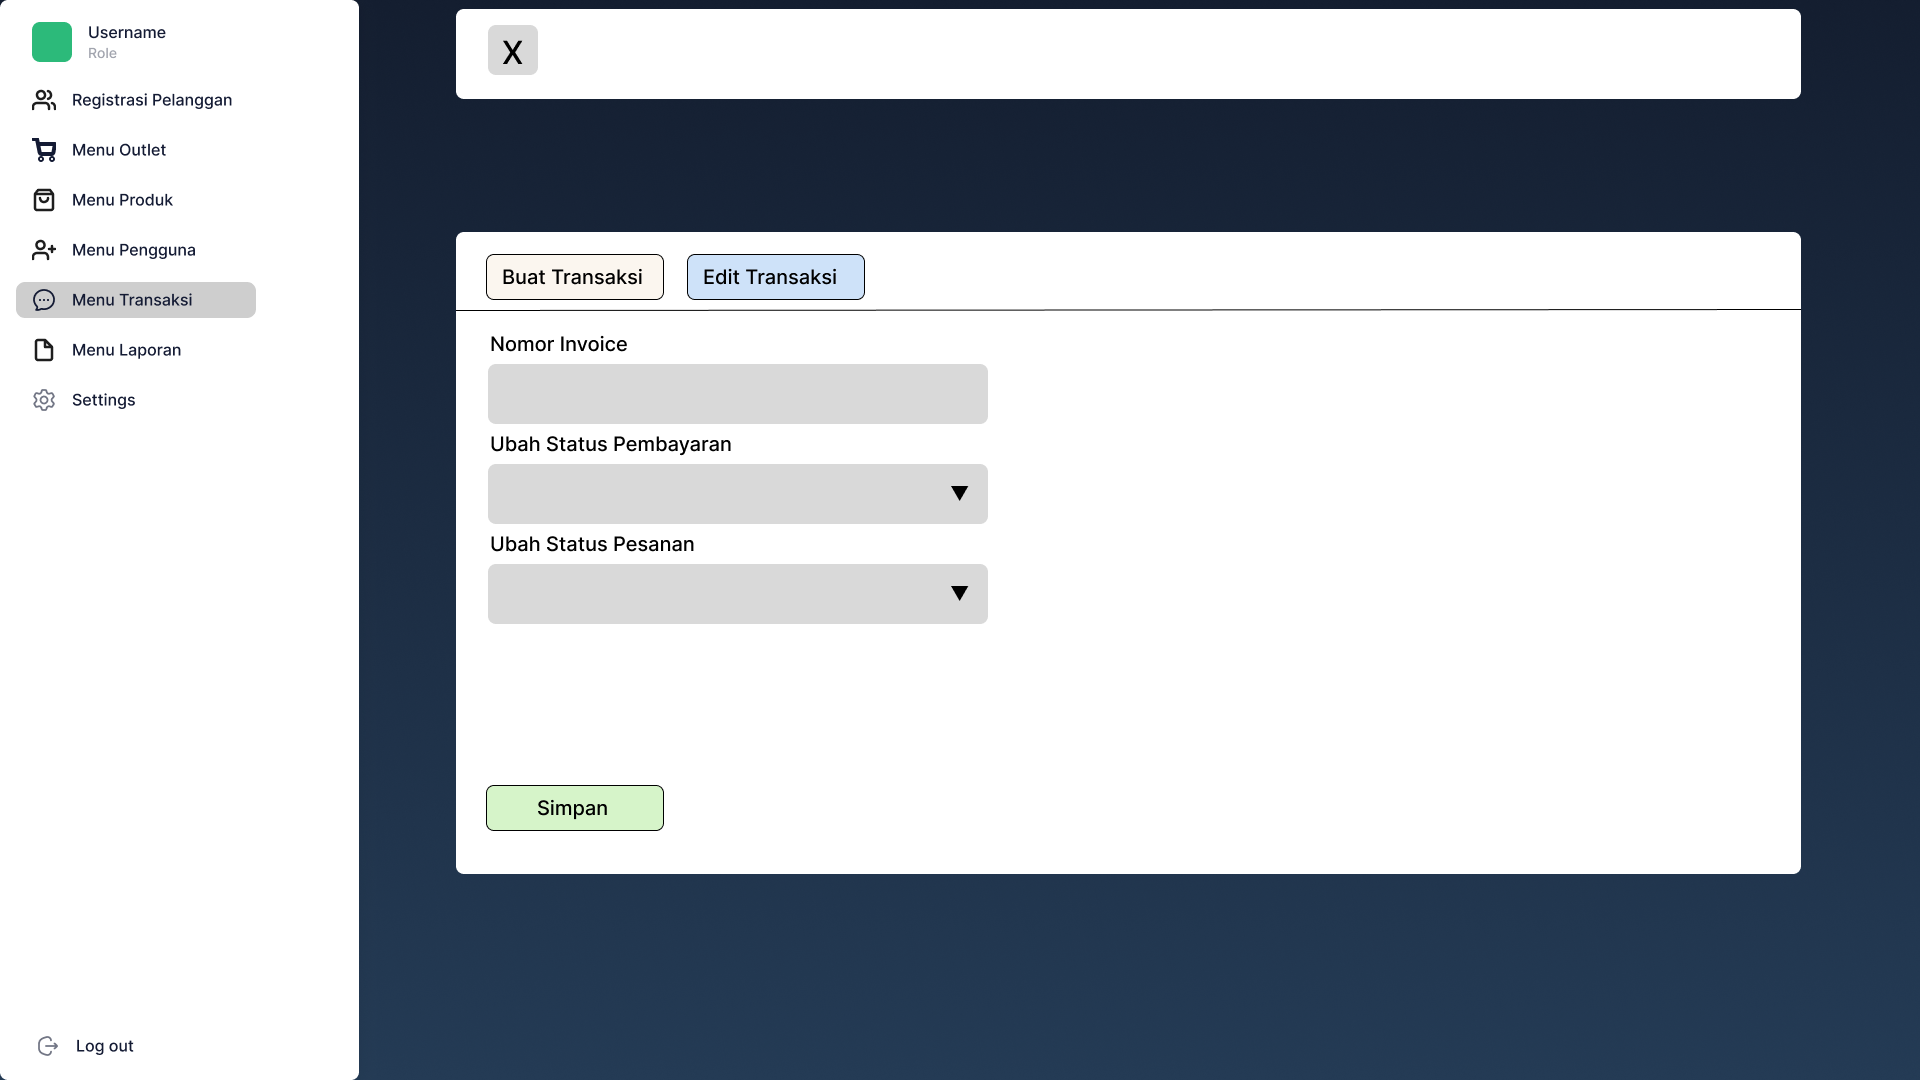 Username
Role
Registrasi Pelanggan
Menu Outlet
Menu Produk
Menu Pengguna
Menu Transaksi
Menu Laporan
Settings
Log out
X
Buat Transaksi
Edit Transaksi
Nomor Invoice
Ubah Status Pembayaran
Ubah Status Pesanan
Simpan